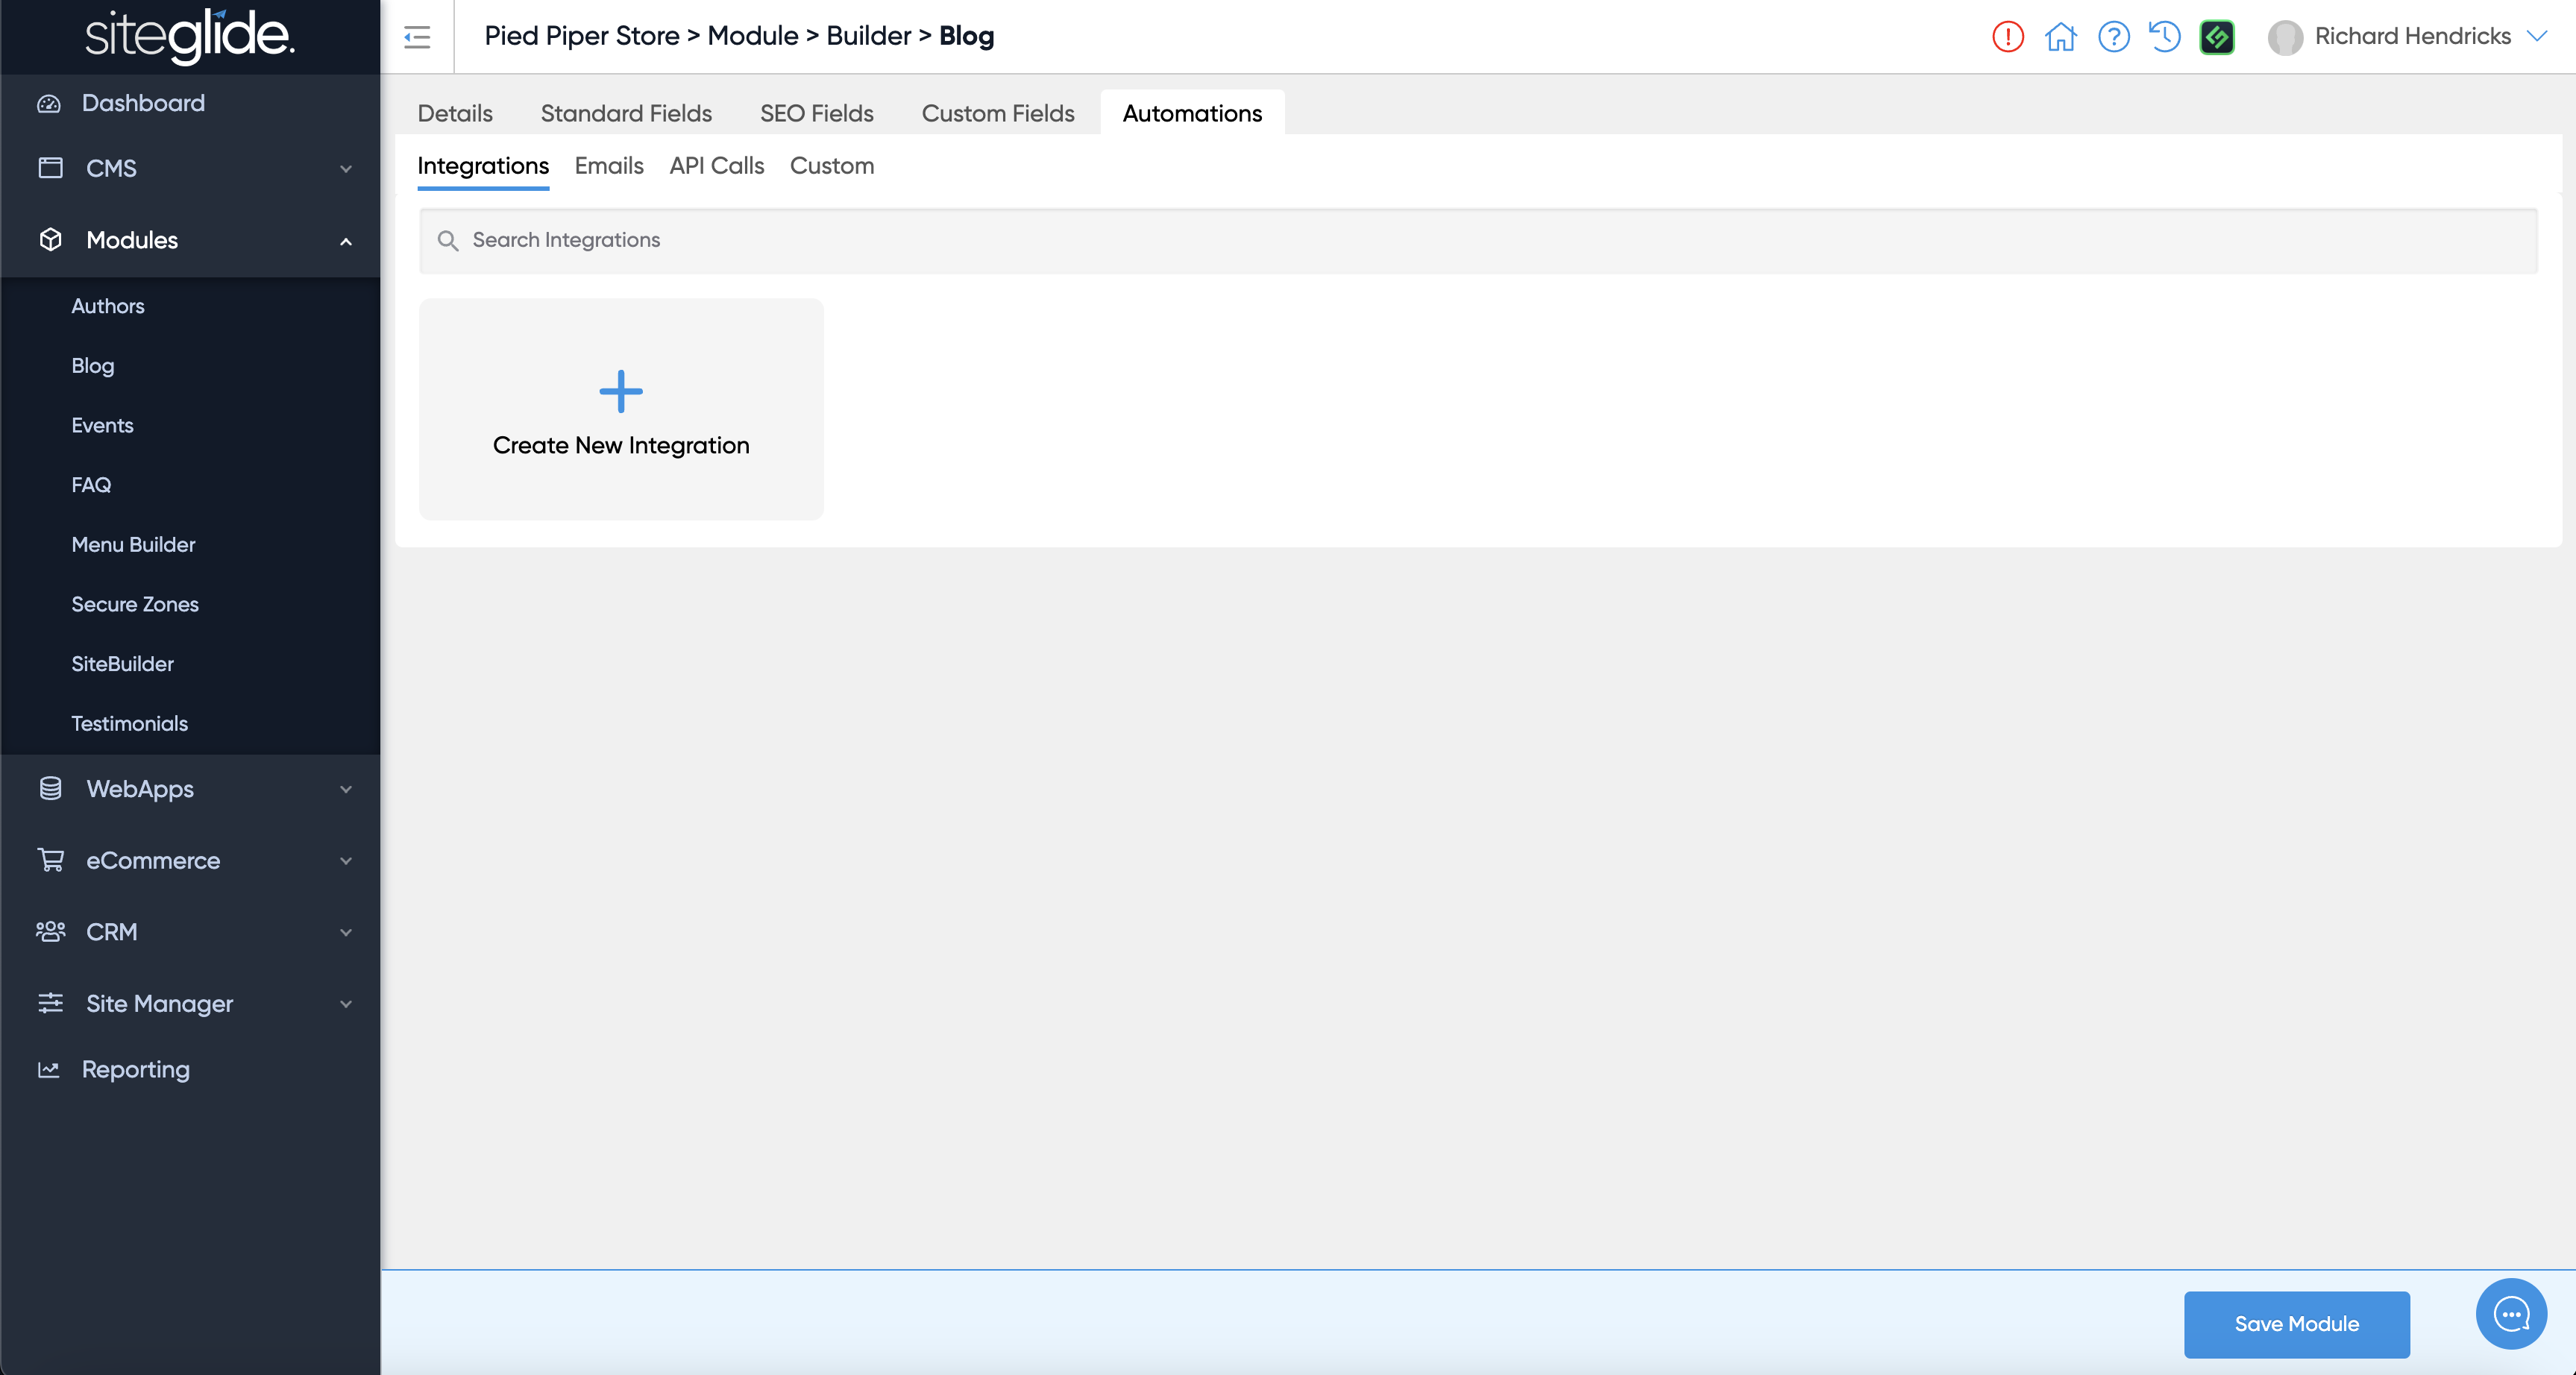 siteglide.
Pied Piper Store > Module > Builder > Blog
Richard Hendricks
Dashboard
CMS
Modules
Authors
Blog
Events
FAQ
Menu Builder
Secure Zones
SiteBuilder
Testimonials
WebApps
eCommerce
CRM
Site Manager
Reporting
Details Standard Fields SEO Fields Custom Fields Automations
Integrations Emails API Calls Custom
Search Integrations
Create New Integration
Save Module